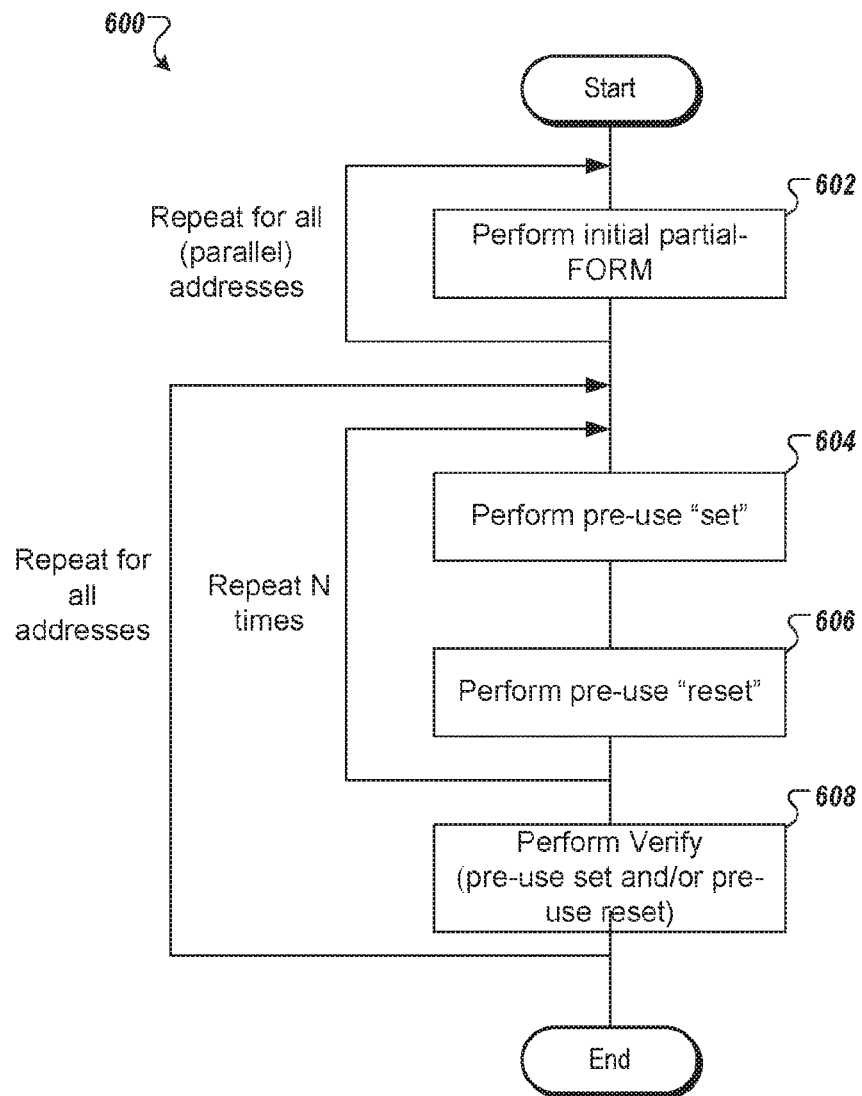 600
Start
602
Repeat for all
(parallel)
addresses
Perform initial partial-
FORM
604
Perform pre-use “set”
Repeat for
all
addresses
Repeat N
times
606
Perform pre-use “reset”
608
Perform Verify
(pre-use set and/or pre-
use reset)
End